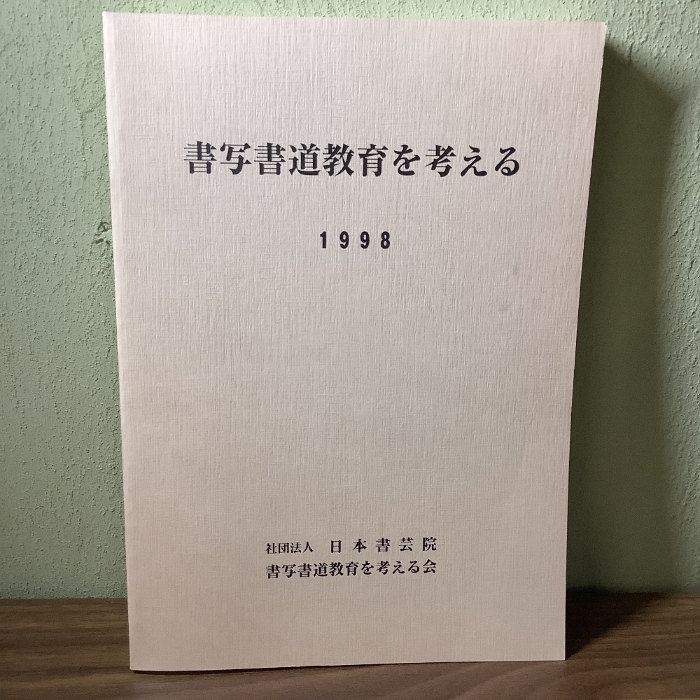 書写書道教育を考える
1998
社団法人 日本書芸院
書写書道教育を考える会